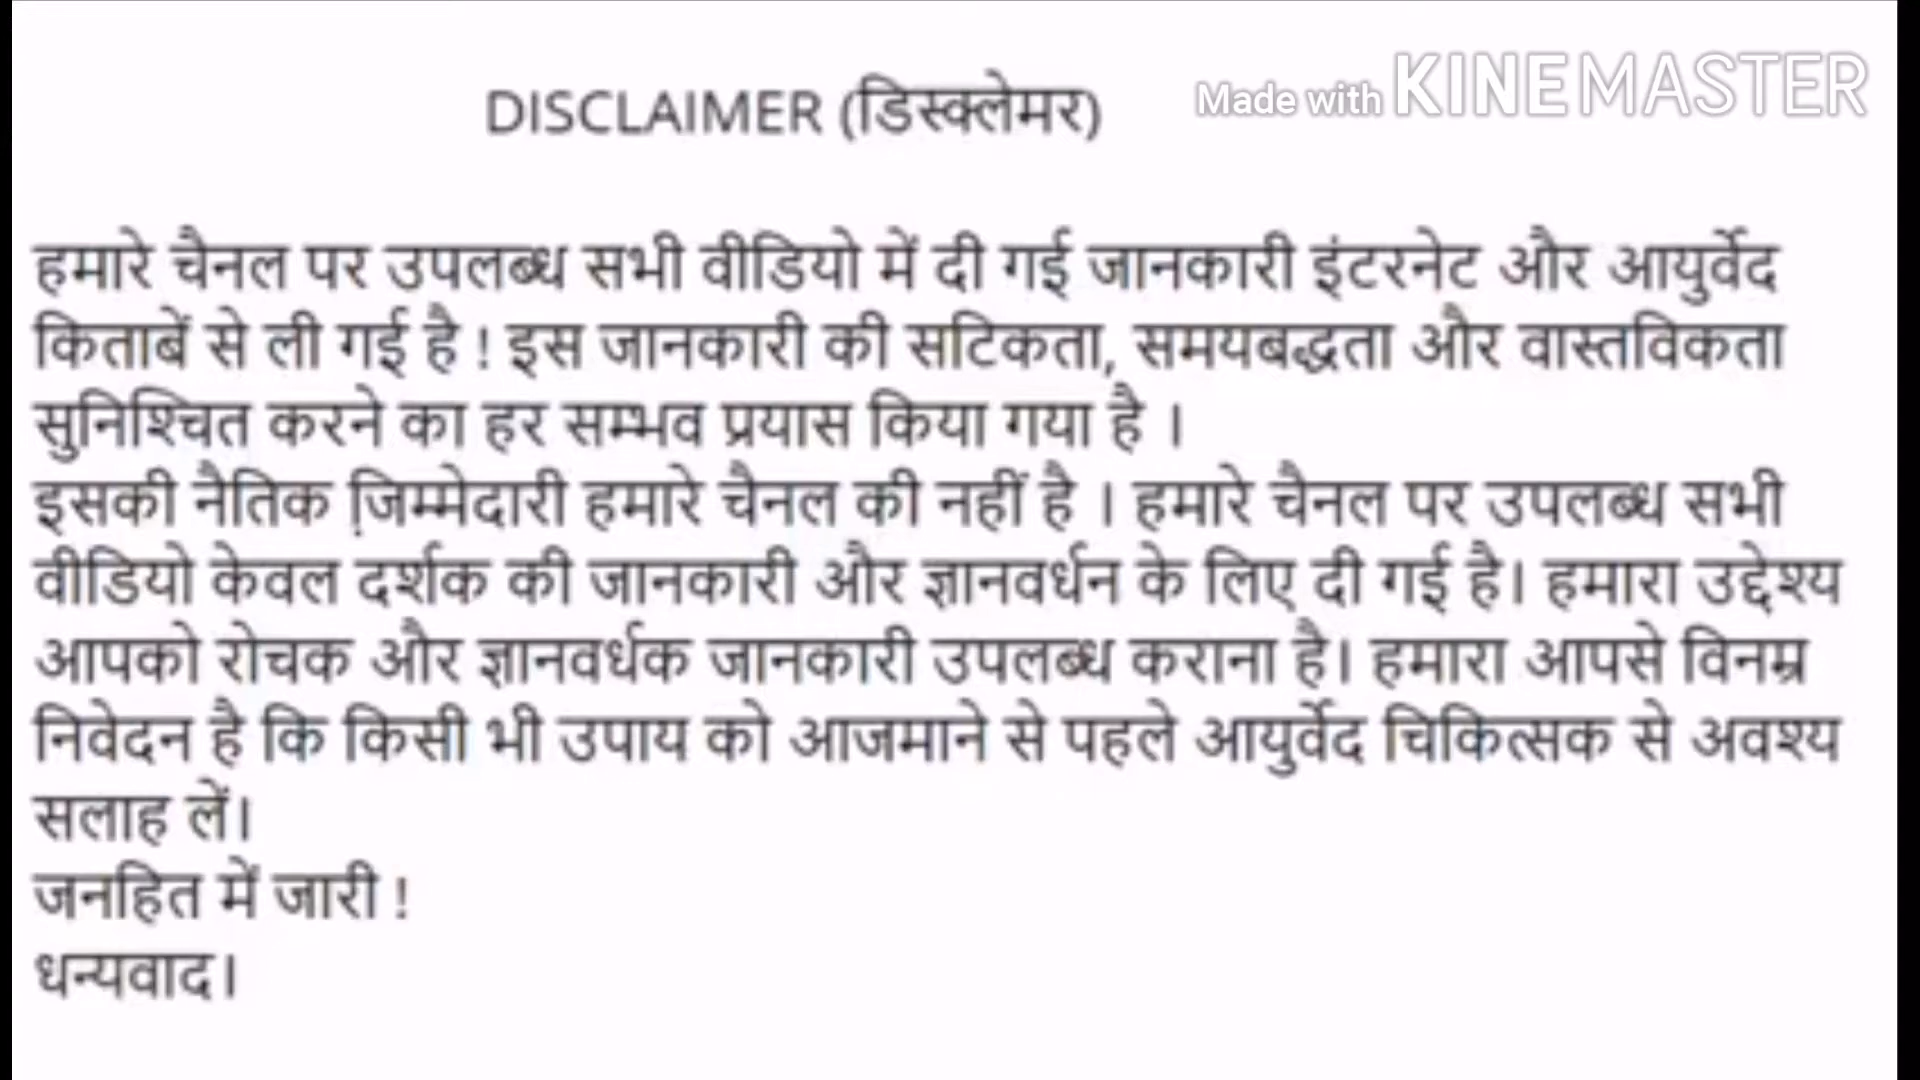 DISCLAIMER (डिस्क्लेमर)
Made with KINEMASTER
हमारे चैनल पर उपलब्ध सभी वीडियो में दी गई जानकारी इंटरनेट और आयुर्वेद
किताबें से ली गई है ! इस जानकारी की सटिकता, समयबद्धता और वास्तविकता
सुनिश्चित करने का हर सम्भव प्रयास किया गया है ।
इसकी नैतिक जि़म्मेदारी हमारे चैनल की नहीं है । हमारे चैनल पर उपलब्ध सभी
वीडियो केवल दर्शक की जानकारी और ज्ञानवर्धन के लिए दी गई है। हमारा उद्देश्य
आपको रोचक और ज्ञानवर्धक जानकारी उपलब्ध कराना है। हमारा आपसे विनम्र
निवेदन है कि किसी भी उपाय को आजमाने से पहले आयुर्वेद चिकित्सक से अवश्य
सलाह लें।
जनहित में जारी !
धन्यवाद।